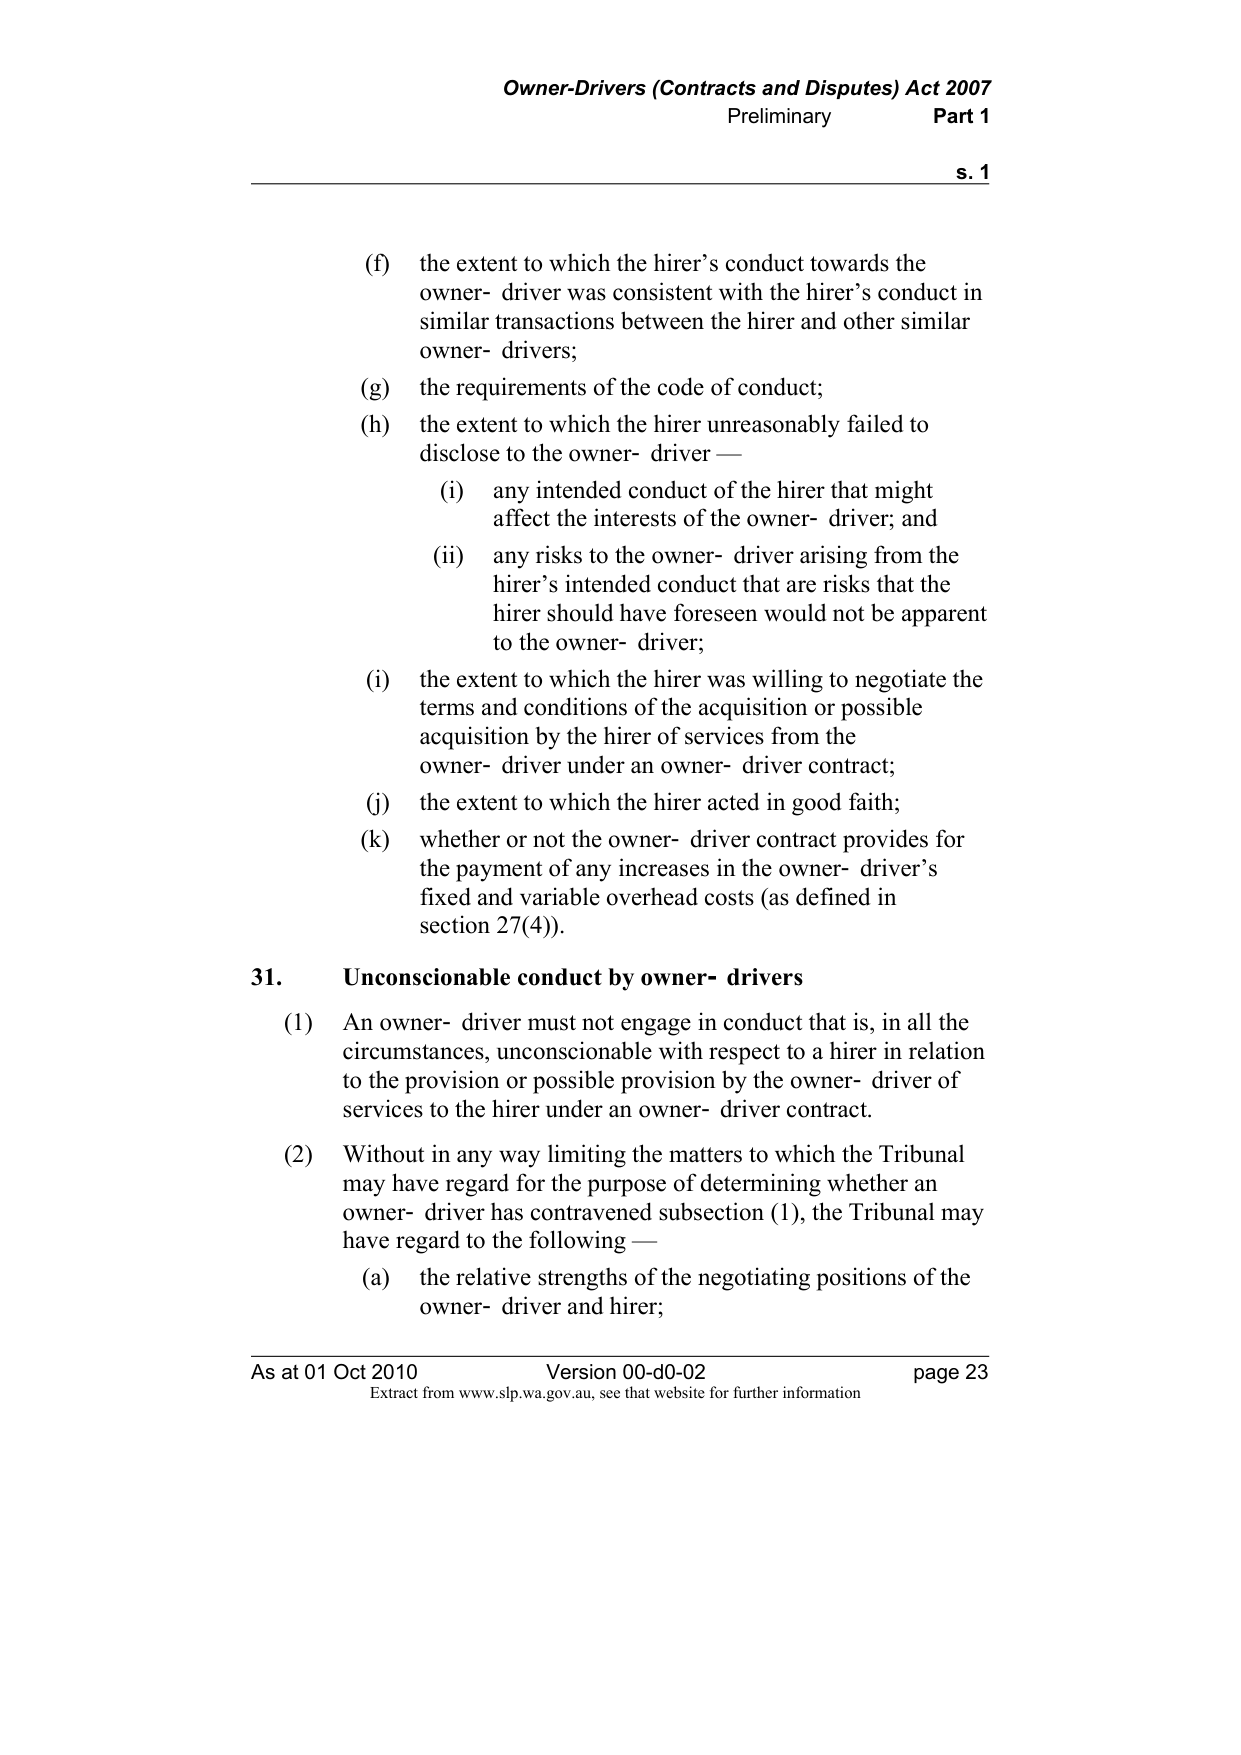 Owner-Drivers (Contracts and Disputes) Act 2007
Preliminary Part 1
s. 1
(f) the extent to which the hirer’s conduct towards the
owner- driver was consistent with the hirer’s conduct in
similar transactions between the hirer and other similar
owner- drivers;
(g) the requirements of the code of conduct;
(h) the extent to which the hirer unreasonably failed to
disclose to the owner- driver —
(i) any intended conduct of the hirer that might
affect the interests of the owner- driver; and
(ii) any risks to the owner- driver arising from the
hirer’s intended conduct that are risks that the
hirer should have foreseen would not be apparent
to the owner- driver;
(i) the extent to which the hirer was willing to negotiate the
terms and conditions of the acquisition or possible
acquisition by the hirer of services from the
owner- driver under an owner- driver contract;
(j) the extent to which the hirer acted in good faith;
(k) whether or not the owner- driver contract provides for
the payment of any increases in the owner- driver’s
fixed and variable overhead costs (as defined in
section 27(4)).
31. Unconscionable conduct by owner- drivers
(1) An owner- driver must not engage in conduct that is, in all the
circumstances, unconscionable with respect to a hirer in relation
to the provision or possible provision by the owner- driver of
services to the hirer under an owner- driver contract.
(2) Without in any way limiting the matters to which the Tribunal
may have regard for the purpose of determining whether an
owner- driver has contravened subsection (1), the Tribunal may
have regard to the following —
(a) the relative strengths of the negotiating positions of the
owner- driver and hirer;
As at 01 Oct 2010 Version 00-d0-02 page 23
Extract from www.slp.wa.gov.au, see that website for further information